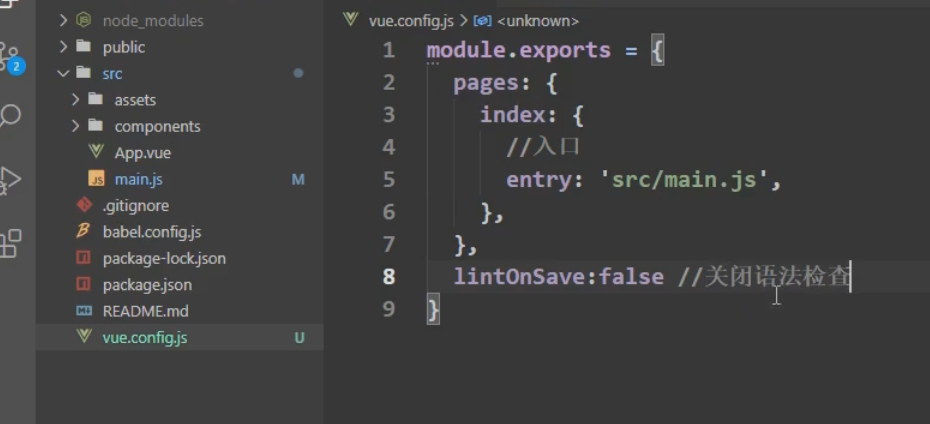 node_modules
public
src
assets
components
App.vue
JS main.js M
.gitignore
babel.config.js
package-lock.json
package.json
README.md
vue.config.js U
2
vue.config.js > <unknown>
1 module.exports = {
2 pages: {
3 index: {
4 //入口
5 entry: 'src/main.js',
6 },
7 },
8 lintOnSave:false //关闭语法检查
9 }